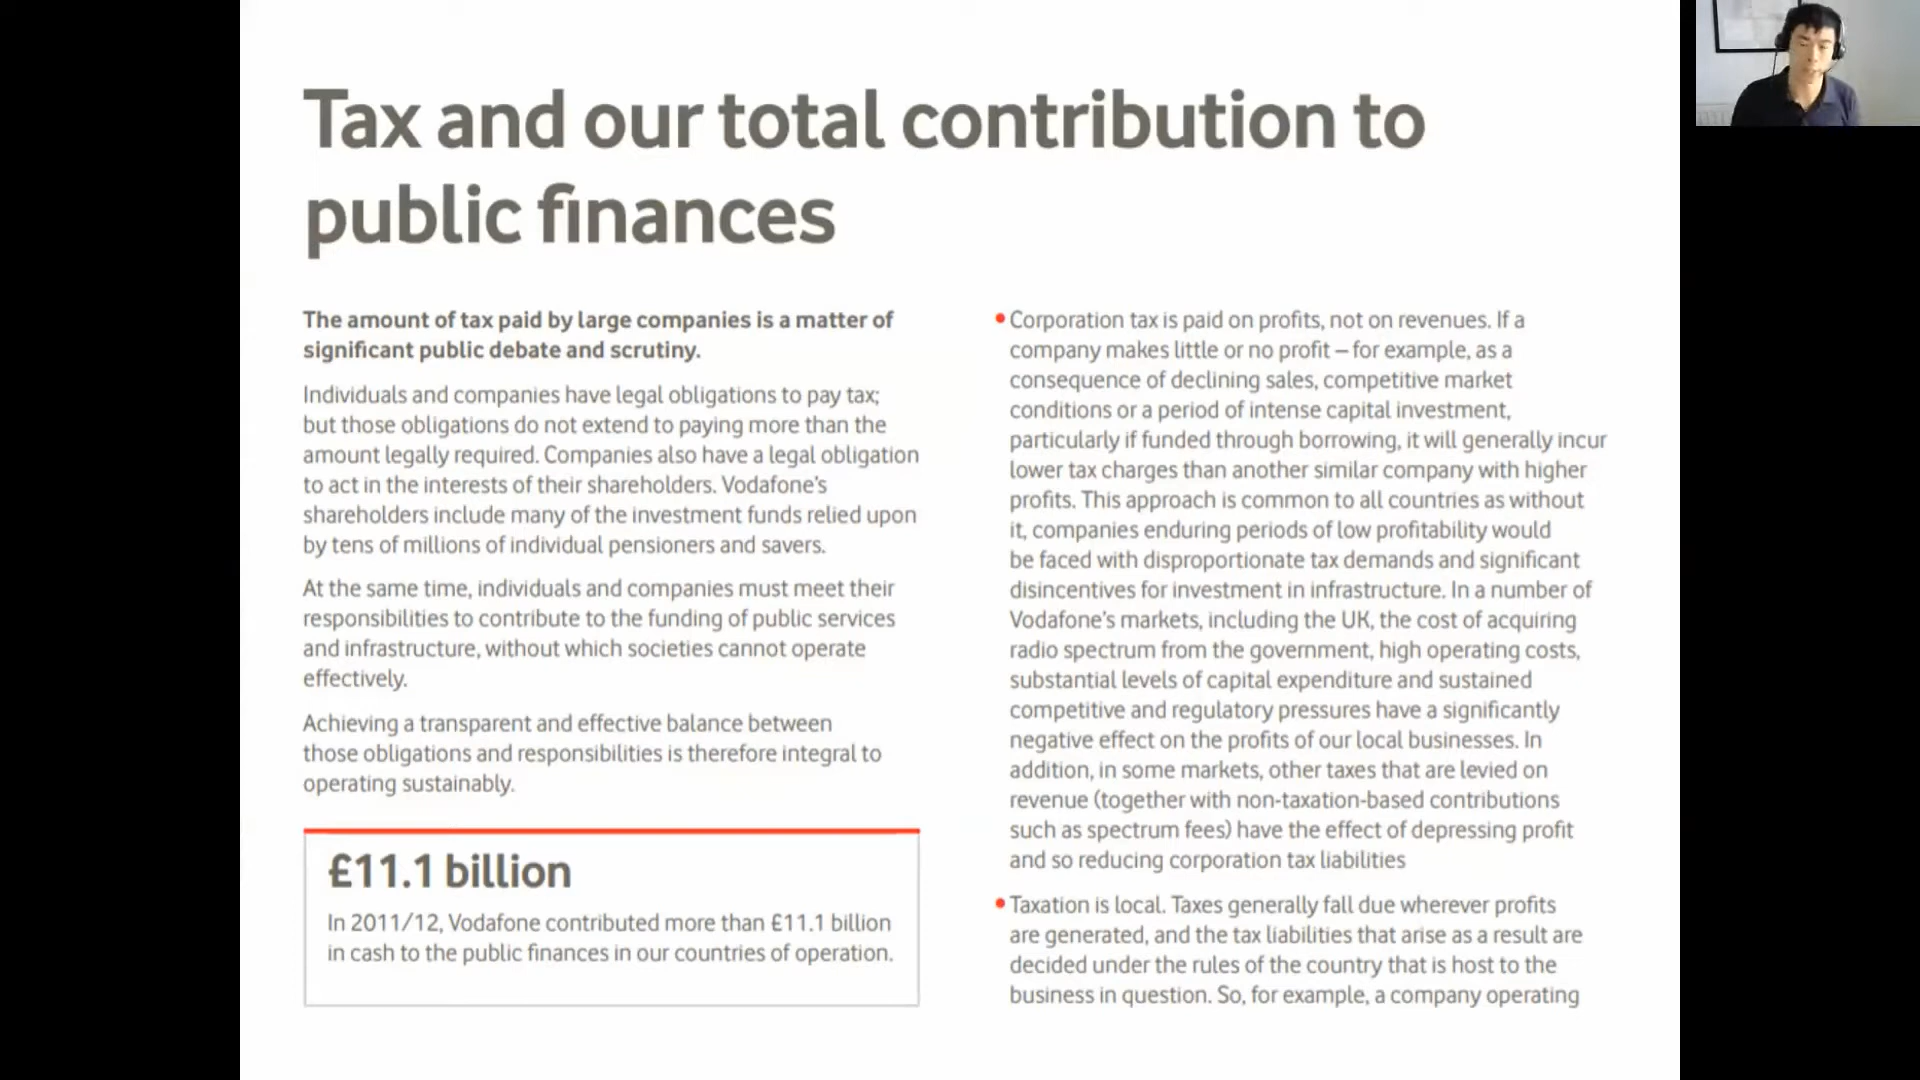 Tax and our total contribution to
public finances
The amount of tax paid by large companies is a matter of
significant public debate and scrutiny.
Individuals and companies have legal obligations to pay tax;
but those obligations do not extend to paying more than the
amount legally required. Companies also have a legal obligation
to act in the interests of their shareholders. Vodafone's
shareholders include many of the investment funds relied upon
by tens of millions of individual pensioners and savers.
At the same time, individuals and companies must meet their
responsibilities to contribute to the funding of public services
and infrastructure, without which societies cannot operate
effectively.
Achieving a transparent and effective balance between
those obligations and responsibilities is therefore integral to
operating sustainably.
£11.1 billion
In 2011/12, Vodafone contributed more than £11.1 billion
in cash to the public finances in our countries of operation.
• Corporation tax is paid on profits, not on revenues. If a
company makes little or no profit – for example, as a
consequence of declining sales, competitive market
conditions or a period of intense capital investment,
particularly if funded through borrowing, it will generally incur
lower tax charges than another similar company with higher
profits. This approach is common to all countries as without
it, companies enduring periods of low profitability would
be faced with disproportionate tax demands and significant
disincentives for investment in infrastructure. In a number of
Vodafone's markets, including the UK, the cost of acquiring
radio spectrum from the government, high operating costs,
substantial levels of capital expenditure and sustained
competitive and regulatory pressures have a significantly
negative effect on the profits of our local businesses. In
addition, in some markets, other taxes that are levied on
revenue (together with non-taxation-based contributions
such as spectrum fees) have the effect of depressing profit
and so reducing corporation tax liabilities
• Taxation is local. Taxes generally fall due wherever profits
are generated, and the tax liabilities that arise as a result are
decided under the rules of the country that is host to the
business in question. So, for example, a company operating